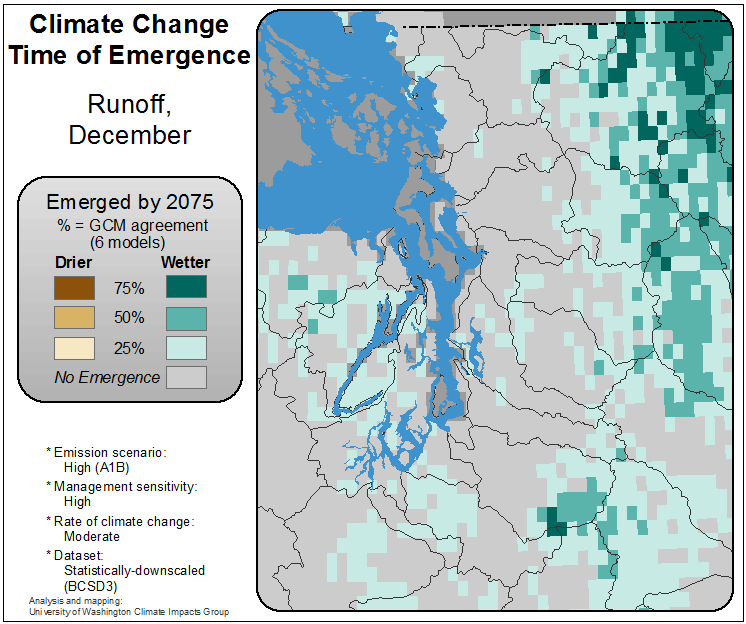 Climate Change
Time of Emergence
Runoff,
December
Emerged by 2075
% = GCM agreement
(6 models)
Drier Wetter
75%
50%
25%
No Emergence
* Emission scenario:
High (A1B)
* Management sensitivity:
High
* Rate of climate change:
Moderate
* Dataset:
Statistically-downscaled
(BCSD3)
Analysis and mapping:
University of Washington Climate Impacts Group